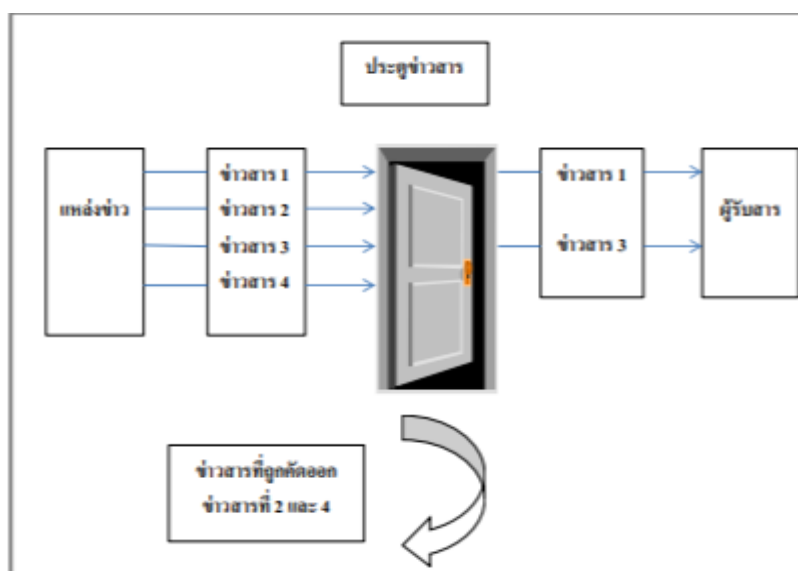 ประตูข่าวสาร
แหล่งข่าว
ข่าวสาร 1
ข่าวสาร 2
ข่าวสาร 3
ข่าวสาร 4
ข่าวสาร 1
ข่าวสาร 3
ผู้รับสาร
ข่าวสารที่ถูกคัดออก
ข่าวสารที่ 2 และ 4